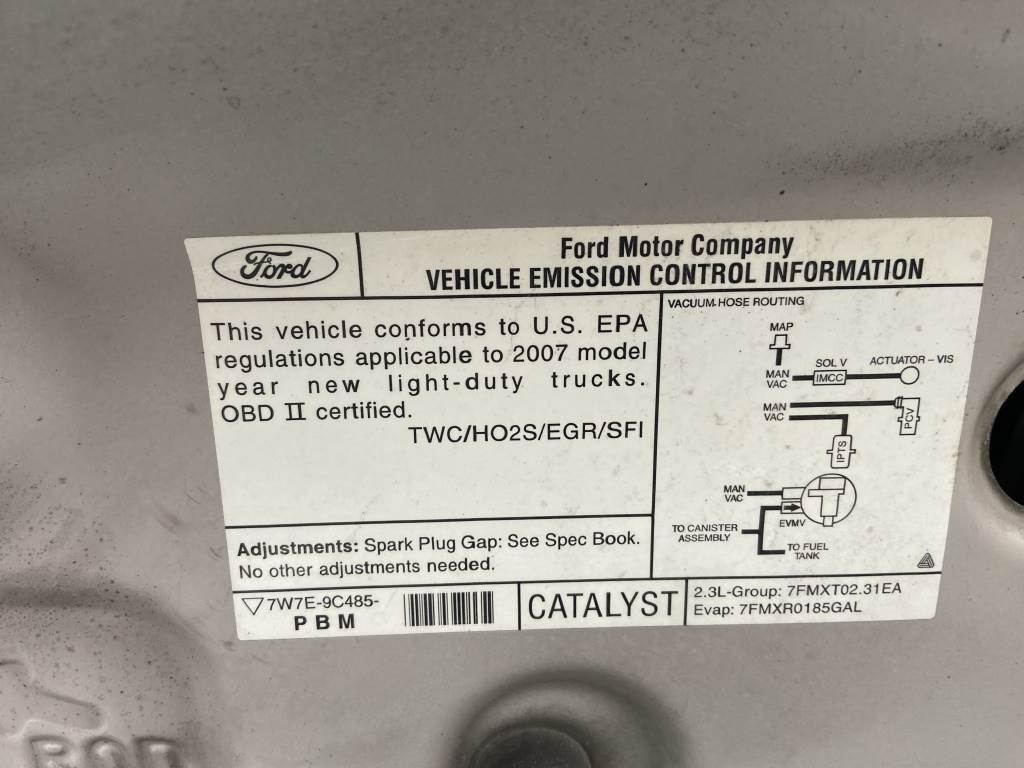 Ford
Ford Motor Company
VEHICLE EMISSION CONTROL INFORMATION
This vehicle conforms to U.S. EPA
regulations applicable to 2007 model
year new light-duty trucks.
OBD II certified.
TWC/HO2S/EGR/SFI
Adjustments: Spark Plug Gap: See Spec Book.
No other adjustments needed.
VACUUM HOSE ROUTING
MAP
MAN
VAC
SOL V
IMCC
ACTUATOR – VIS
MAN
VAC
PCV
IPTS
MAN
VAC
EVMV
TO CANISTER
ASSEMBLY
TO FUEL
TANK
7W7E-9C485-
PBM
CATALYST
2.3L-Group: 7FMXT02.31EA
Evap: 7FMXR0185GAL